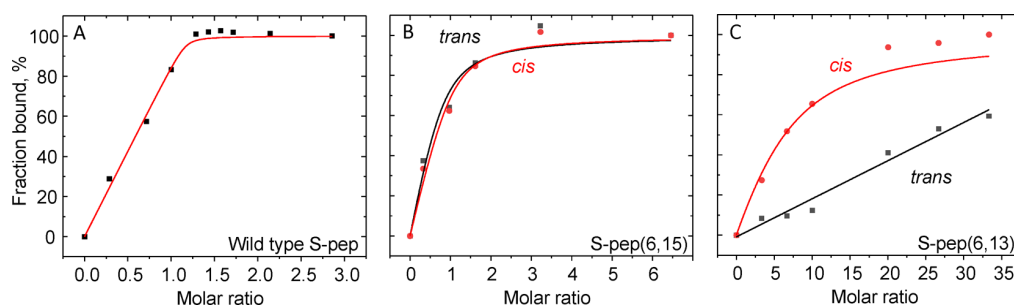 A
B
C
trans
cis
cis
trans
Fraction bound, %
100
80
60
40
20
0
Wild type S-pep
S-pep(6,15)
S-pep(6,13)
0.0 0.5 1.0 1.5 2.0 2.5 3.0
0 1 2 3 4 5 6 7
0 5 10 15 20 25 30 35
Molar ratio
Molar ratio
Molar ratio